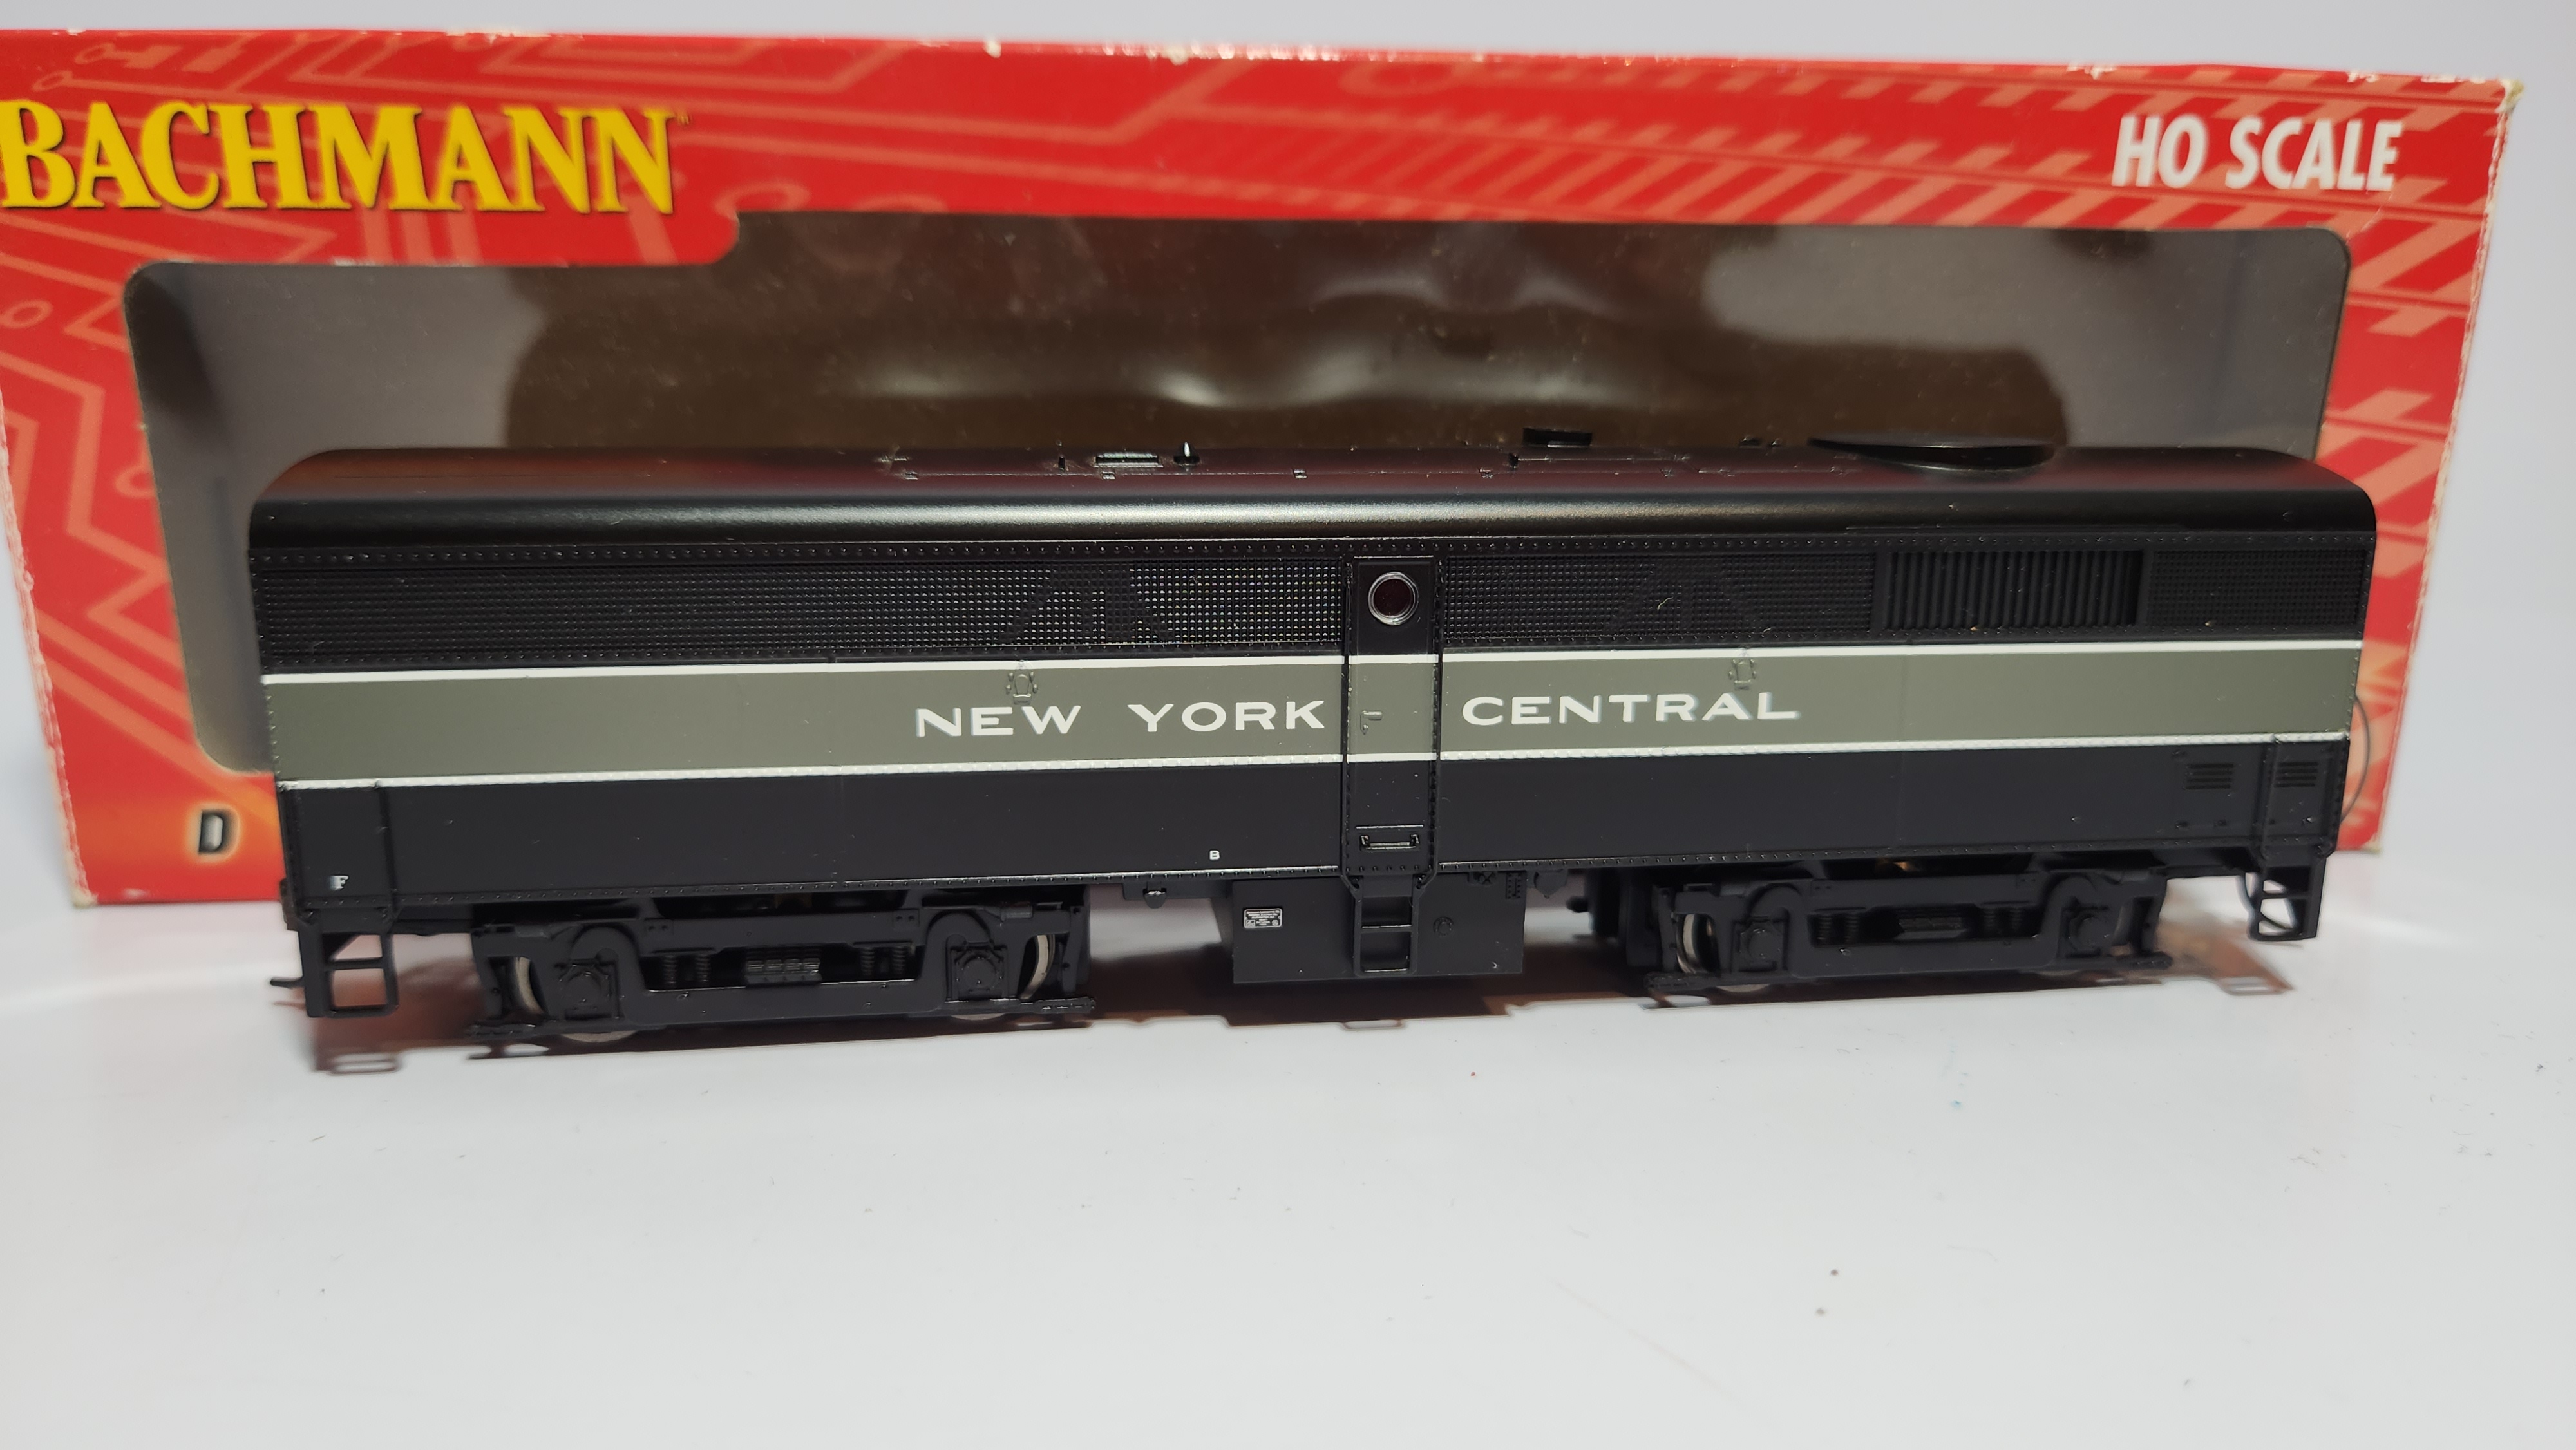 BACHMANN
HO SCALE
NEW YORK CENTRAL
B
F
D